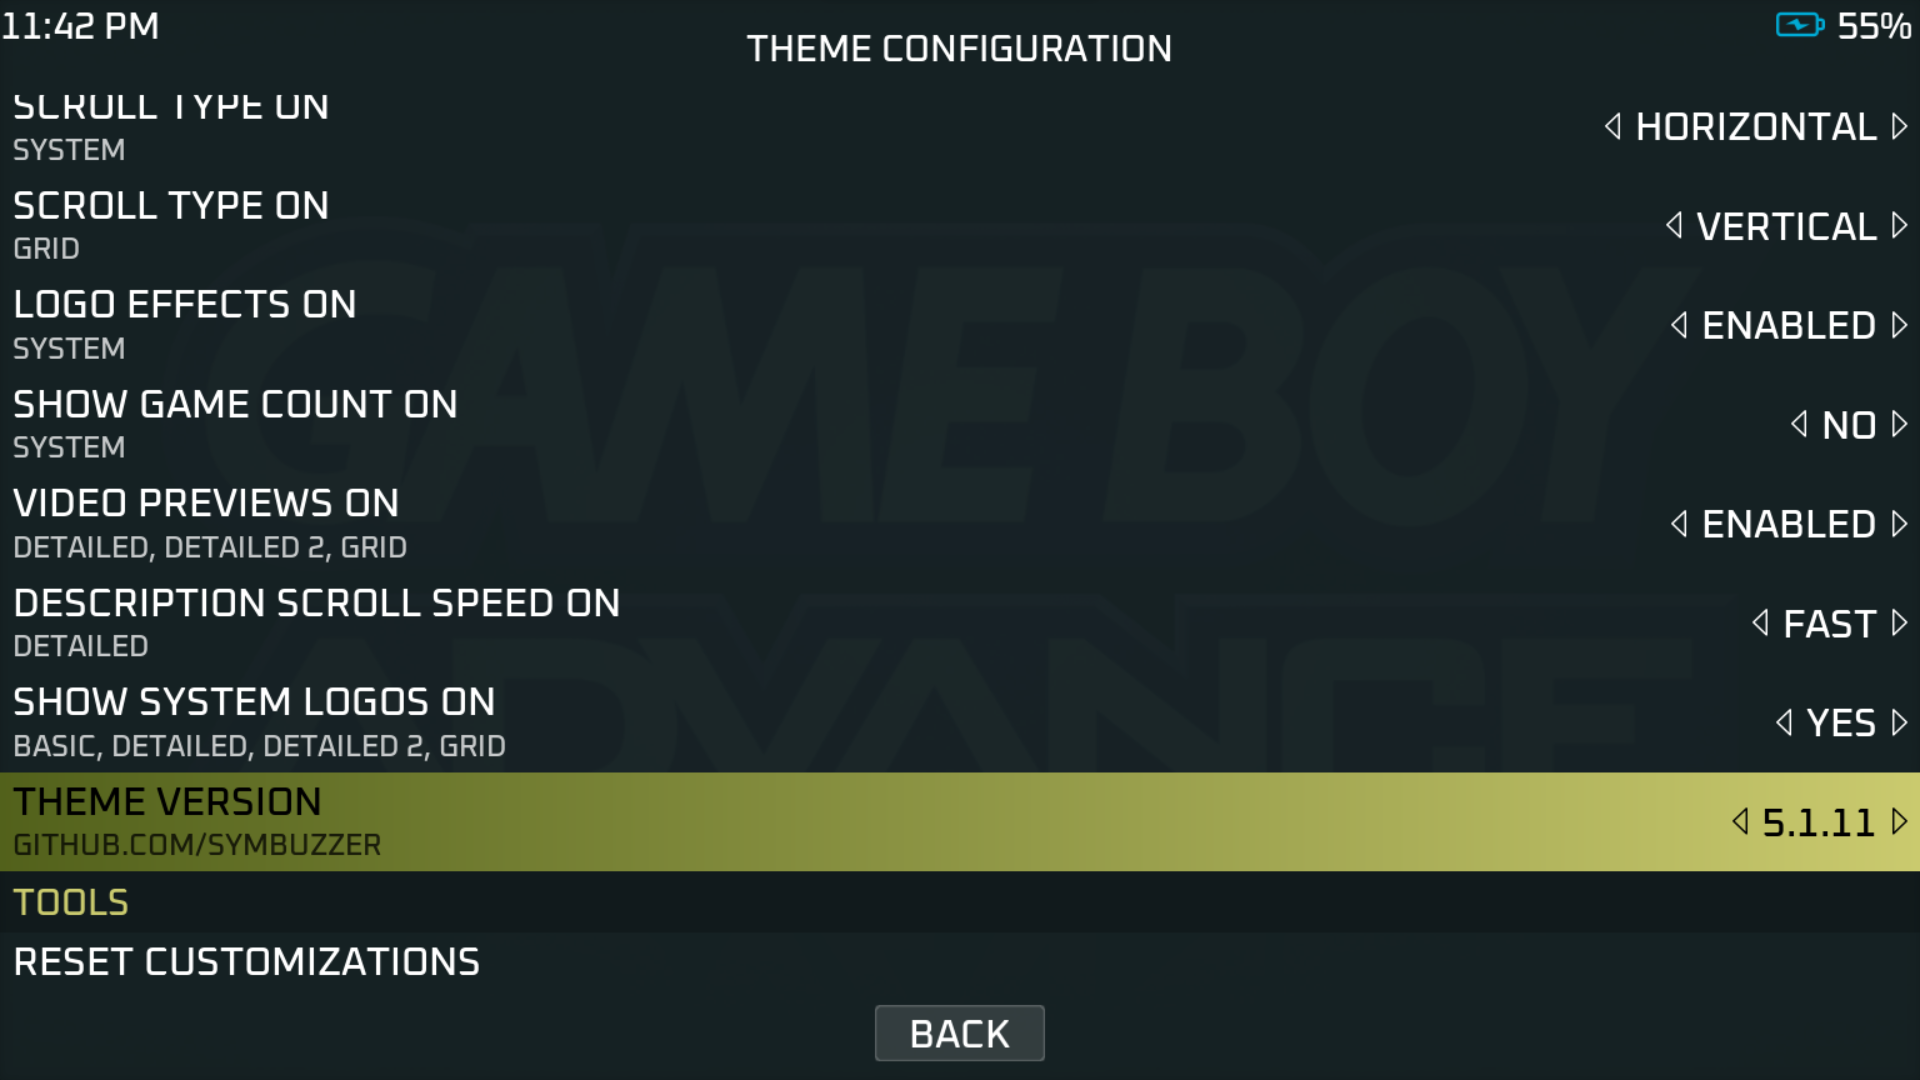 11:42 PM
55%
THEME CONFIGURATION
SCROLL TYPE ON
SYSTEM
HORIZONTAL
SCROLL TYPE ON
GRID
VERTICAL
LOGO EFFECTS ON
SYSTEM
ENABLED
SHOW GAME COUNT ON
SYSTEM
NO
VIDEO PREVIEWS ON
DETAILED, DETAILED 2, GRID
ENABLED
DESCRIPTION SCROLL SPEED ON
DETAILED
FAST
SHOW SYSTEM LOGOS ON
BASIC, DETAILED, DETAILED 2, GRID
YES
THEME VERSION
GITHUB.COM/SYMBUZZER
5.1.11
TOOLS
RESET CUSTOMIZATIONS
BACK
GAME BOY
ADVANCE